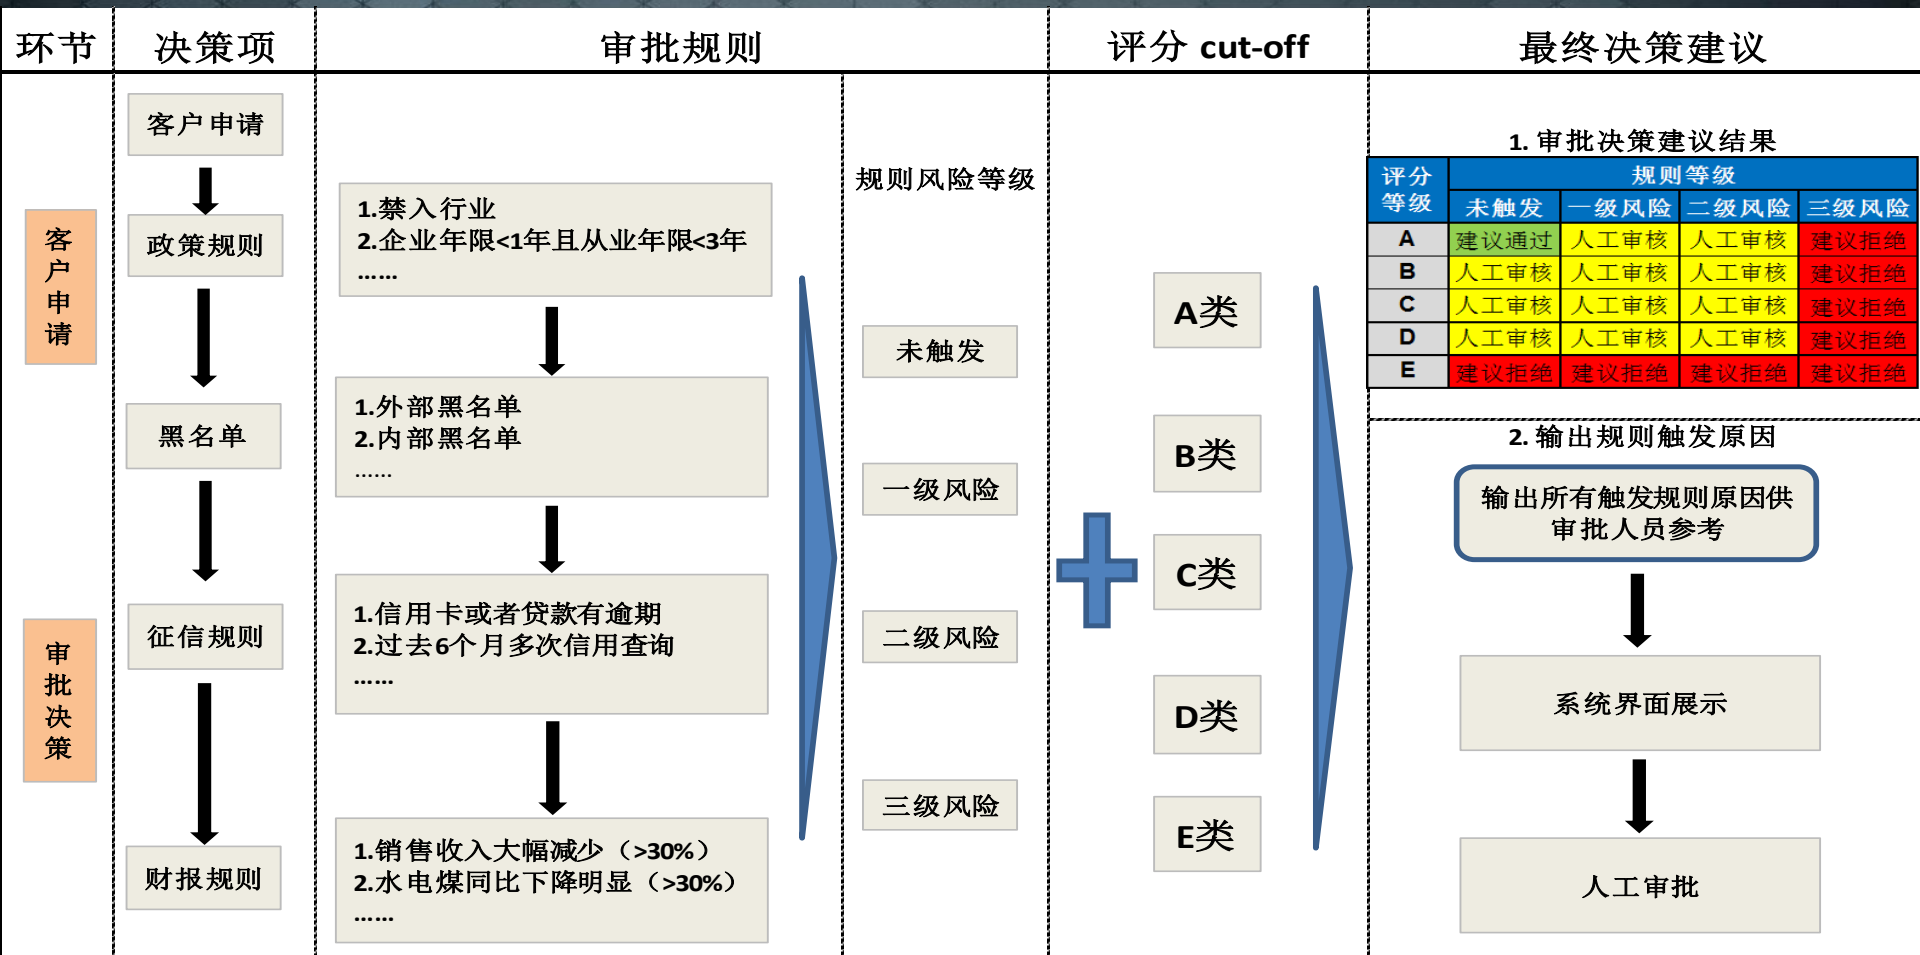 环节
决策项
审批规则
评分 cut-off
最终决策建议
客户申请
审批决策
客户申请
政策规则
黑名单
征信规则
财报规则
1.禁入行业
2.企业年限<1年且从业年限<3年
……
1.外部黑名单
2.内部黑名单
……
1.信用卡或者贷款有逾期
2.过去6个月多次信用查询
……
1.销售收入大幅减少（>30%）
2.水电煤同比下降明显（>30%）
……
规则风险等级
未触发
一级风险
二级风险
三级风险
A类
B类
C类
D类
E类
1. 审批决策建议结果
评分等级 规则等级
未触发 一级风险 二级风险 三级风险
A 建议通过 人工审核 人工审核 建议拒绝
B 人工审核 人工审核 人工审核 建议拒绝
C 人工审核 人工审核 人工审核 建议拒绝
D 人工审核 人工审核 人工审核 建议拒绝
E 建议拒绝 建议拒绝 建议拒绝 建议拒绝
2. 输出规则触发原因
输出所有触发规则原因供
审批人员参考
系统界面展示
人工审批